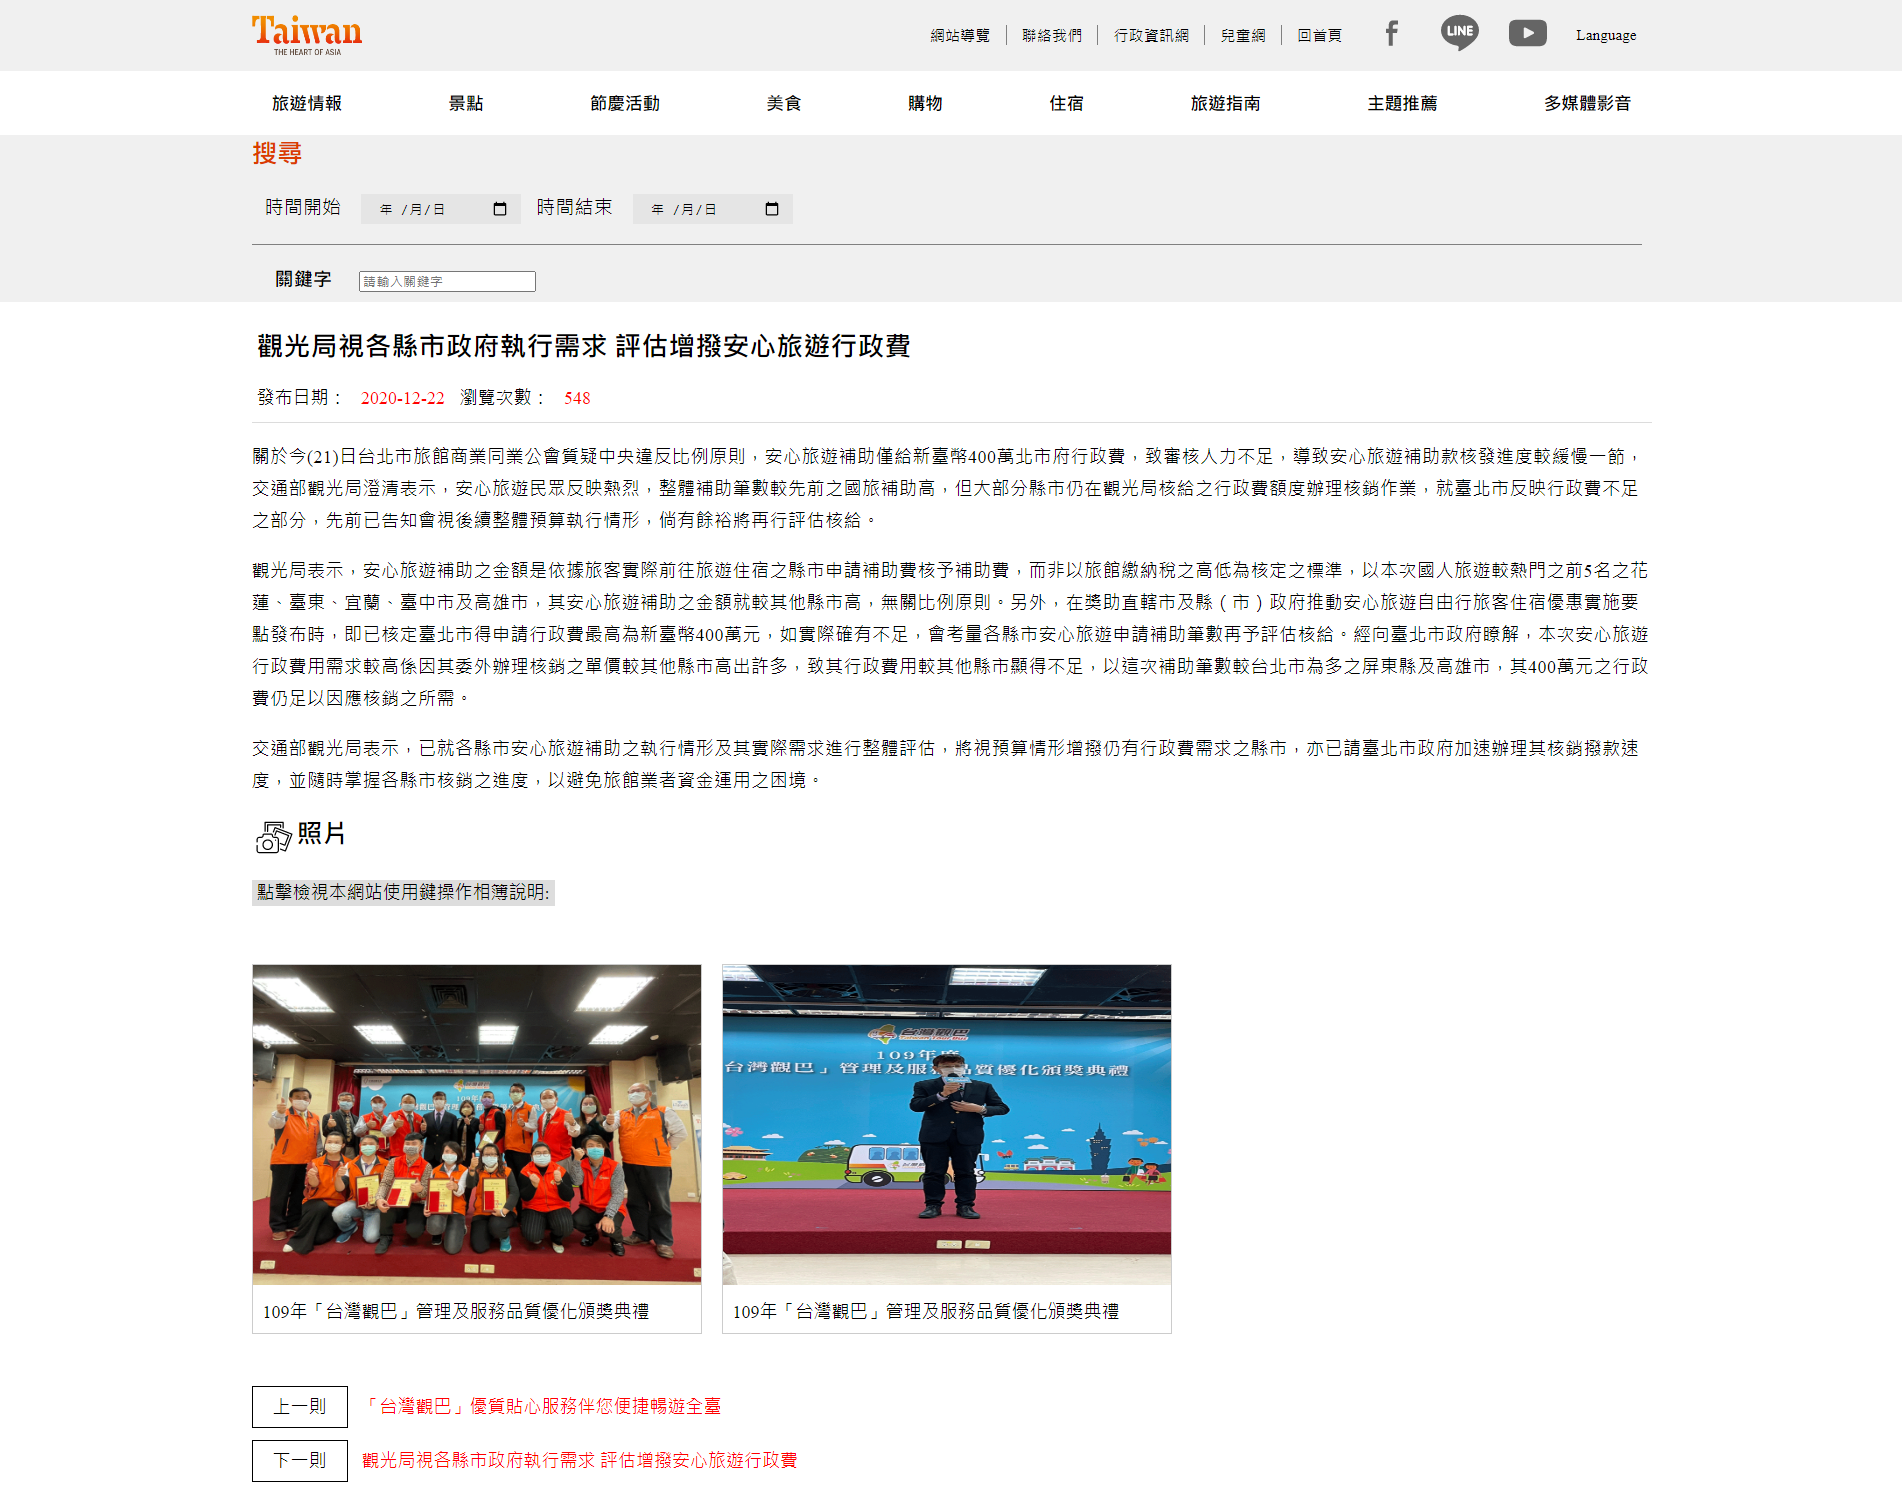 Taiwan
THE HEART OF ASIA
網站導覽
聯絡我們
行政資訊網
兒童網
回首頁
LINE
Language
旅遊情報
景點
節慶活動
美食
購物
住宿
旅遊指南
主題推薦
多媒體影音
搜尋
時間開始 年 /月/日 時間結束 年 /月/日
關鍵字 請輸入關鍵字
觀光局視各縣市政府執行需求 評估增撥安心旅遊行政費
發布日期： 2020-12-22 瀏覽次數： 548
關於今(21)日台北市旅館商業同業公會質疑中央違反比例原則，安心旅遊補助僅給新臺幣400萬北市府行政費，致審核人力不足，導致安心旅遊補助款核發進度較緩慢一節，
交通部觀光局澄清表示，安心旅遊民眾反映熱烈，整體補助筆數較先前之國旅補助高，但大部分縣市仍在觀光局核給之行政費額度辦理核銷作業，就臺北市反映行政費不足
之部分，先前已告知會視後續整體預算執行情形，倘有餘裕將再行評估核給。
觀光局表示，安心旅遊補助之金額是依據旅客實際前往旅遊住宿之縣市申請補助費核予補助費，而非以旅館繳納稅之高低為核定之標準，以本次國人旅遊較熱門之前5名之花
蓮、臺東、宜蘭、臺中市及高雄市，其安心旅遊補助之金額就較其他縣市高，無關比例原則。另外，在獎助直轄市及縣（市）政府推動安心旅遊自由行旅客住宿優惠實施要
點發布時，即已核定臺北市得申請行政費最高為新臺幣400萬元，如實際確有不足，會考量各縣市安心旅遊申請補助筆數再予評估核給。經向臺北市政府瞭解，本次安心旅遊
行政費用需求較高係因其委外辦理核銷之單價較其他縣市高出許多，致其行政費用較其他縣市顯得不足，以這次補助筆數較台北市為多之屏東縣及高雄市，其400萬元之行政
費仍足以因應核銷之所需。
交通部觀光局表示，已就各縣市安心旅遊補助之執行情形及其實際需求進行整體評估，將視預算情形增撥仍有行政費需求之縣市，亦已請臺北市政府加速辦理其核銷撥款速
度，並隨時掌握各縣市核銷之進度，以避免旅館業者資金運用之困境。
照片
點擊檢視本網站使用鍵操作相簿說明:
台灣觀巴
109年度
台灣觀巴」管理及服務品質優化頒獎典禮
109年「台灣觀巴」管理及服務品質優化頒獎典禮
109年「台灣觀巴」管理及服務品質優化頒獎典禮
上一則 「台灣觀巴」優質貼心服務伴您便捷暢遊全臺
下一則 觀光局視各縣市政府執行需求 評估增撥安心旅遊行政費